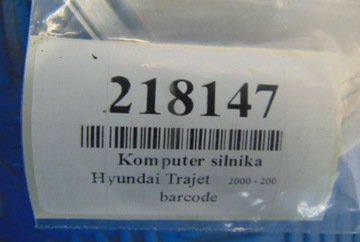 218147
Komputer silnika
Hyundai Trajet 2000 - 200
barcode